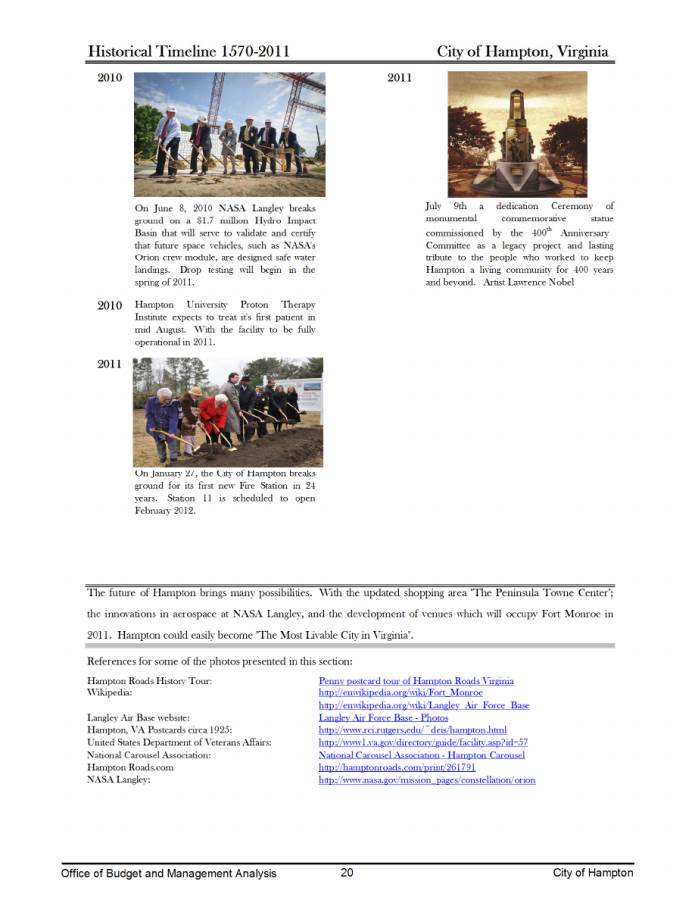 Historical Timeline 1570-2011 City of Hampton, Virginia
2010
On June 8, 2010 NASA Langley breaks
ground on a $1.7 million Hydro Impact
Basin that will serve to validate and certify
that future space vehicles, such as NASA's
Orion crew module, are designed safe water
landings. Drop testing will begin in the
spring of 2011.
2010 Hampton University Proton Therapy
Institute expects to treat it's first patient in
mid August. With the facility to be fully
operational in 2011.
2011
On January 27, the City of Hampton breaks
ground for its first new Fire Station in 24
years. Station 11 is scheduled to open
February 2012.
2011
July 9th a dedication Ceremony of
monumental commemorative statue
commissioned by the 400th Anniversary
Committee as a legacy project and lasting
tribute to the people who worked to keep
Hampton a living community for 400 years
and beyond. Artist Lawrence Nobel
The future of Hampton brings many possibilities. With the updated shopping area "The Peninsula Towne Center";
the innovations in aerospace at NASA Langley, and the development of venues which will occupy Fort Monroe in
2011. Hampton could easily become "The Most Livable City in Virginia".
References for some of the photos presented in this section:
Hampton Roads History Tour: Penny postcard tour of Hampton Roads Virginia
Wikipedia: http://enwikipedia.org/wiki/Fort_Monroe
http://enwikipedia.org/wiki/Langley_Air_Force_Base
Langley Air Base website: Langley Air Force Base - Photos
Hampton, VA Postcards circa 1925: http://www.rci.rutgers.edu/~deis/hampton.html
United States Department of Veterans Affairs: http://www1.va.gov/directory/guide/facility.asp?id=57
National Carousel Association: National Carousel Association - Hampton Carousel
Hampton Roads.com http://hamptonroads.com/print/261791
NASA Langley: http://www.nasa.gov/mission_pages/constellation/orion
Office of Budget and Management Analysis 20 City of Hampton